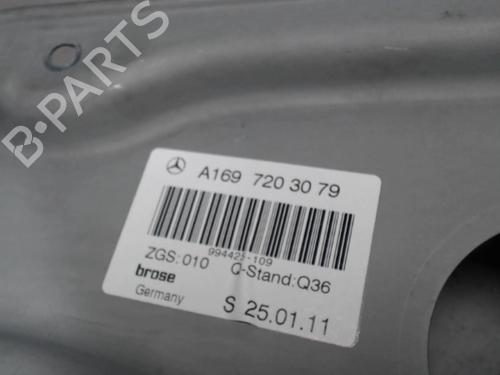 B-PARTS
A169 720 30 79
994425-109
ZGS: 010 Q-Stand: Q36
brose
Germany
S 25.01.11